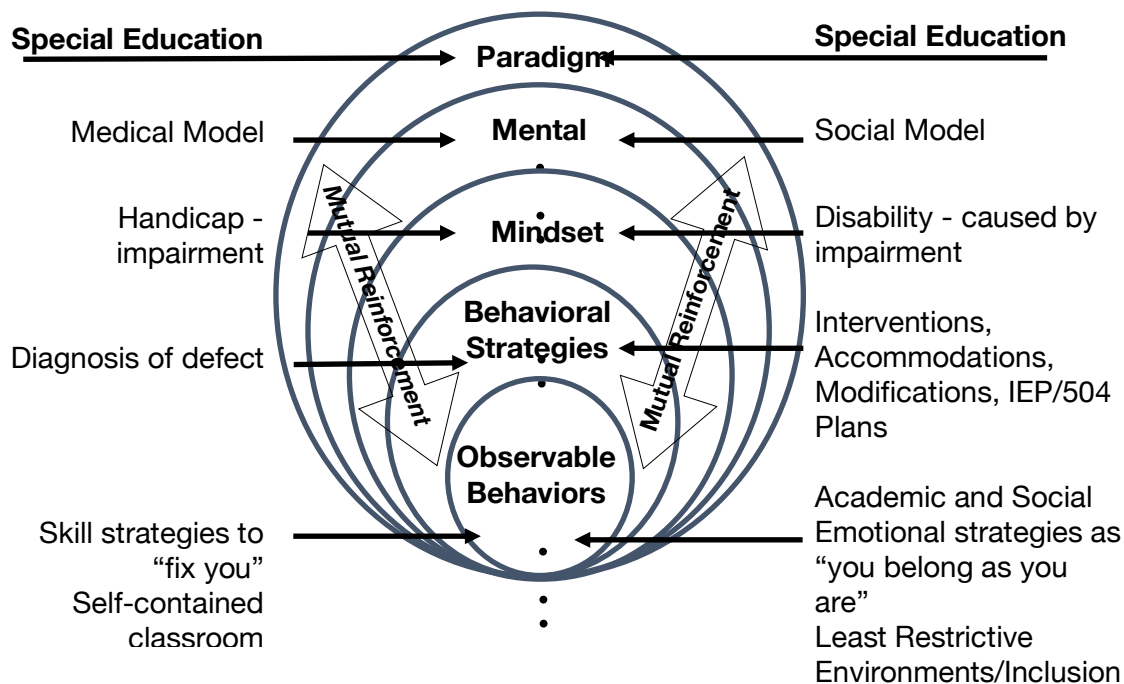 Special Education
Special Education
Paradigm
Medical Model
Mental
Social Model
Mutual Reinforcement
Mutual Reinforcement
Handicap -
impairment
Mindset
Disability - caused by
impairment
Diagnosis of defect
Behavioral
Strategies
Interventions,
Accommodations,
Modifications, IEP/504
Plans
Observable
Behaviors
Skill strategies to
“fix you”
Self-contained
classroom
Academic and Social
Emotional strategies as
“you belong as you
are”
Least Restrictive
Environments/Inclusion